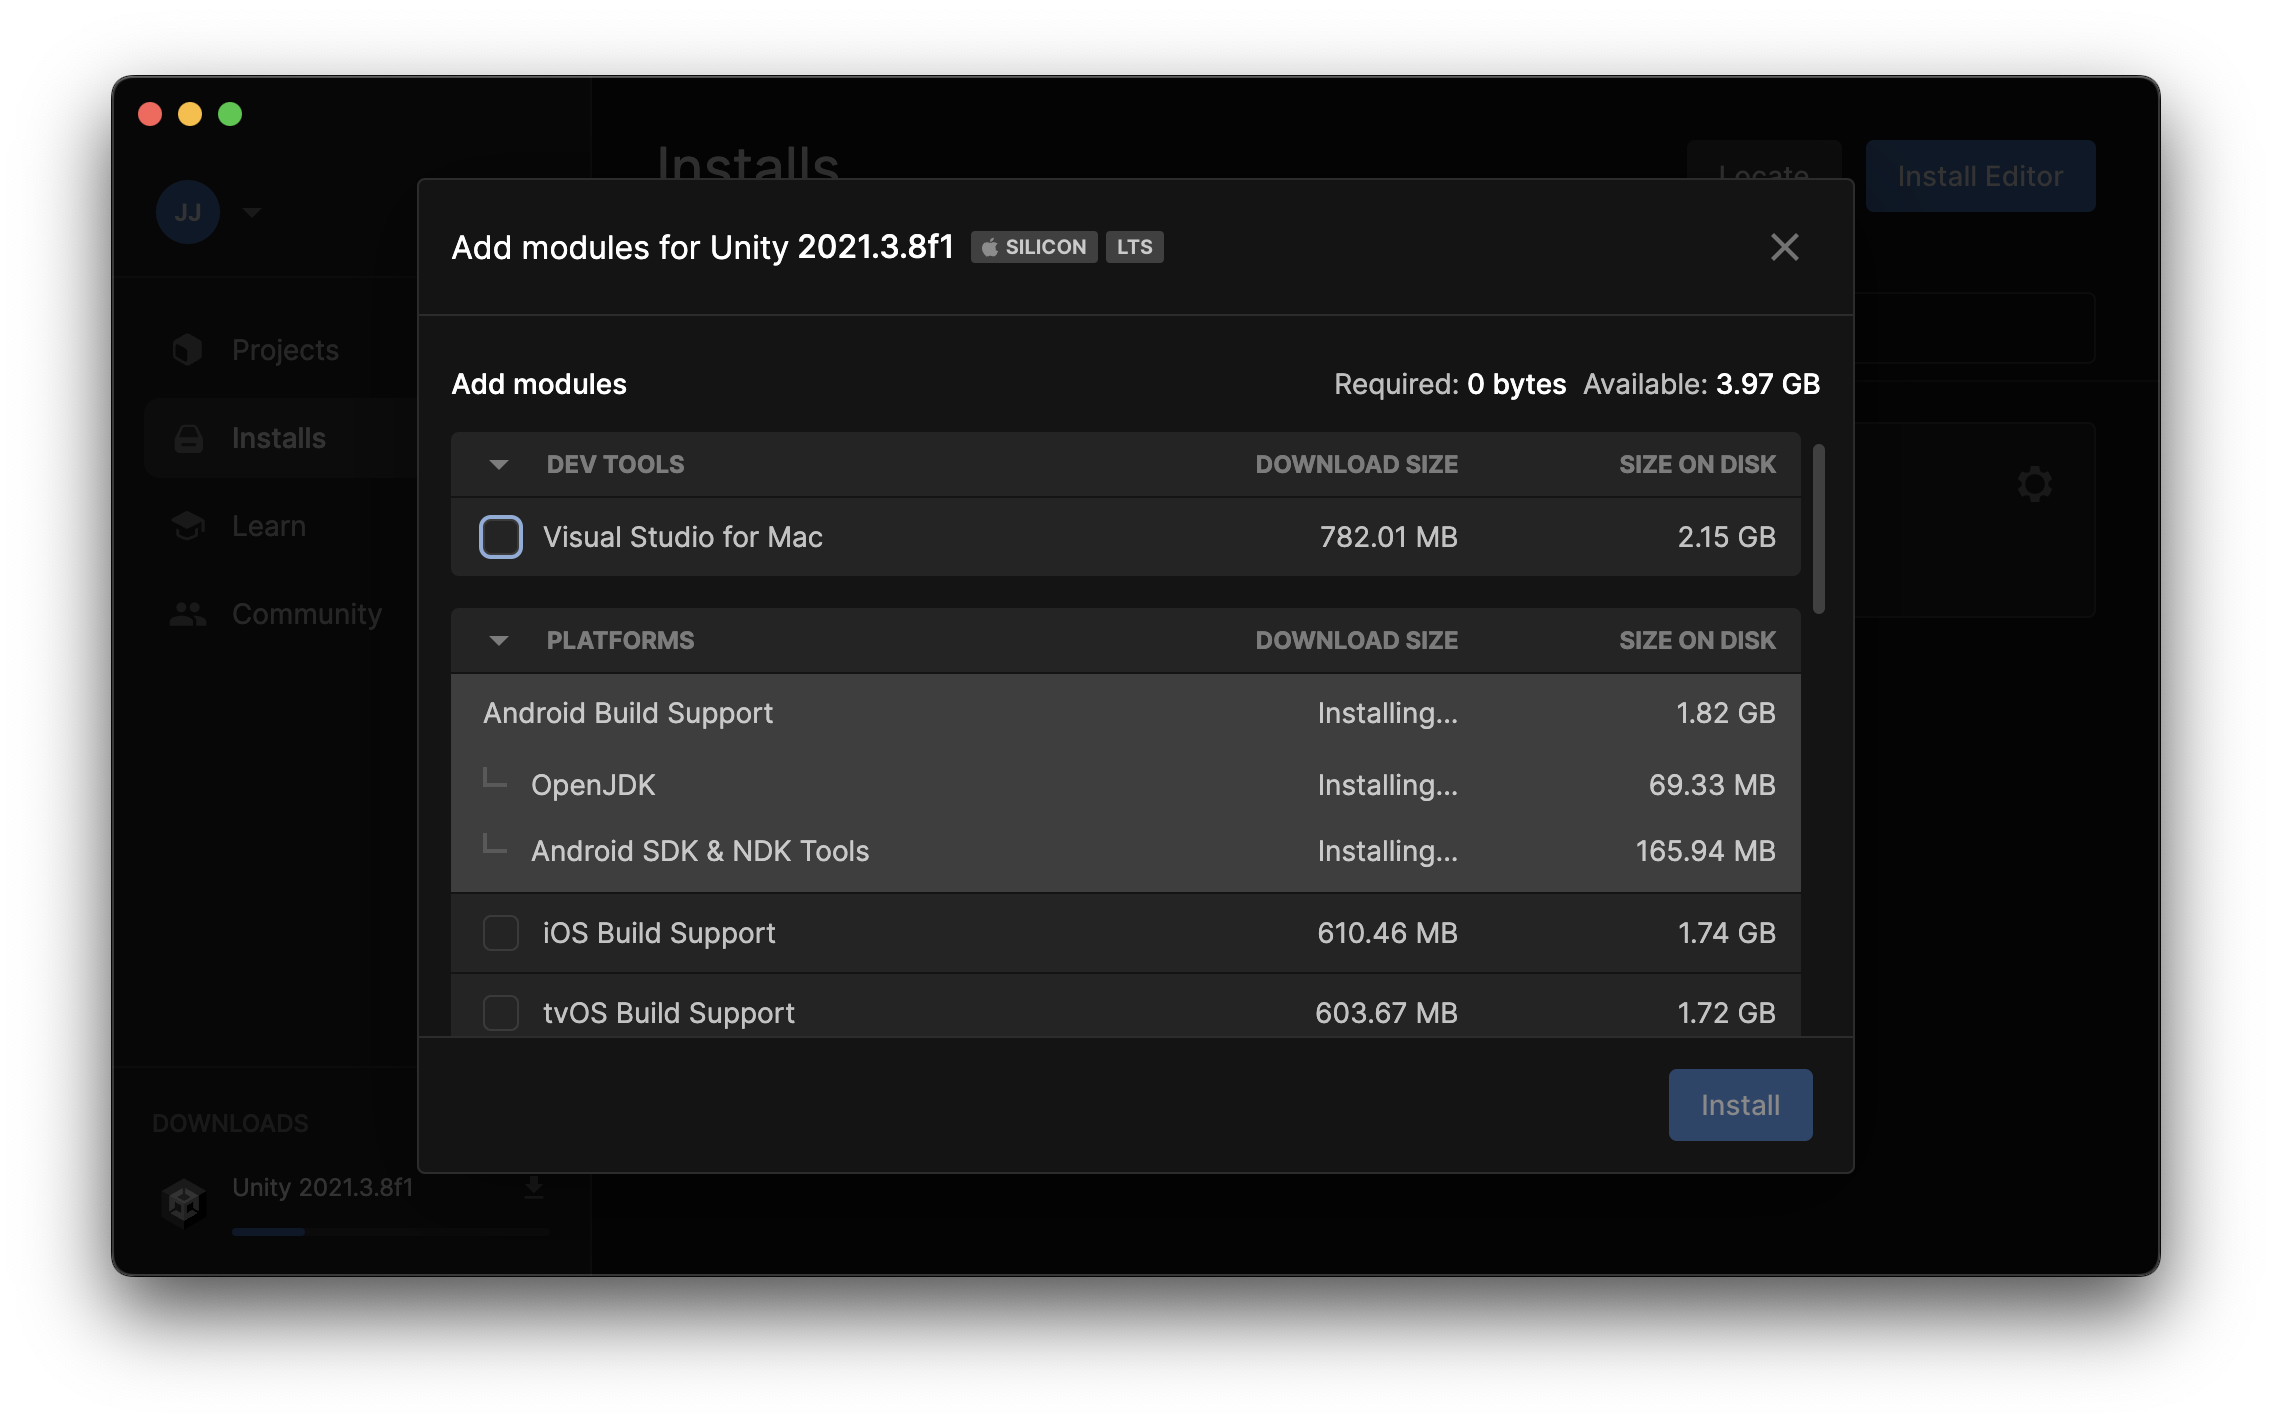 Installs
Locate
Install Editor
JJ
Add modules for Unity 2021.3.8f1 SILICON LTS
Projects
Installs
Learn
Community
Add modules
Required: 0 bytes Available: 3.97 GB
DEV TOOLS DOWNLOAD SIZE SIZE ON DISK
Visual Studio for Mac 782.01 MB 2.15 GB
PLATFORMS DOWNLOAD SIZE SIZE ON DISK
Android Build Support Installing... 1.82 GB
OpenJDK Installing... 69.33 MB
Android SDK & NDK Tools Installing... 165.94 MB
iOS Build Support 610.46 MB 1.74 GB
tvOS Build Support 603.67 MB 1.72 GB
Install
DOWNLOADS
Unity 2021.3.8f1